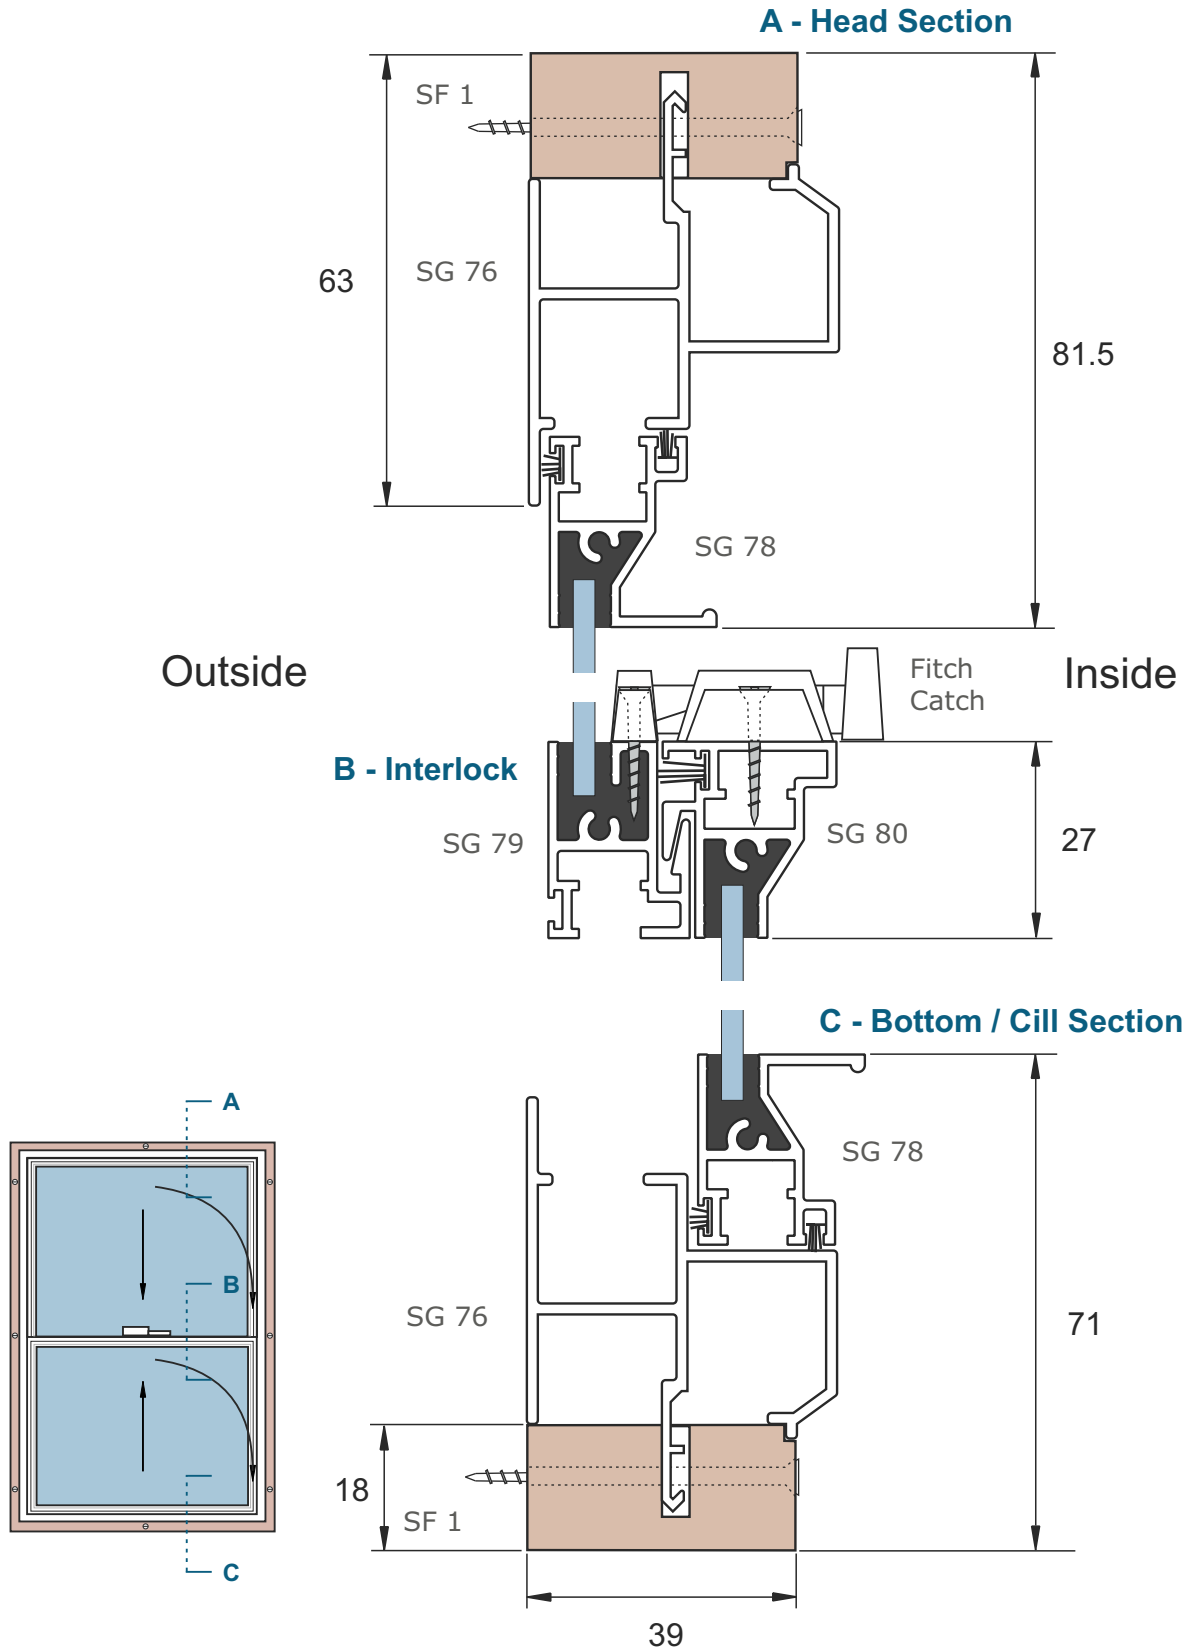 A - Head Section
SF 1
63
SG 76
81.5
SG 78
Outside
Fitch
Catch
Inside
B - Interlock
SG 79
SG 80
27
C - Bottom / Cill Section
A
SG 78
B
SG 76
71
18
SF 1
C
39